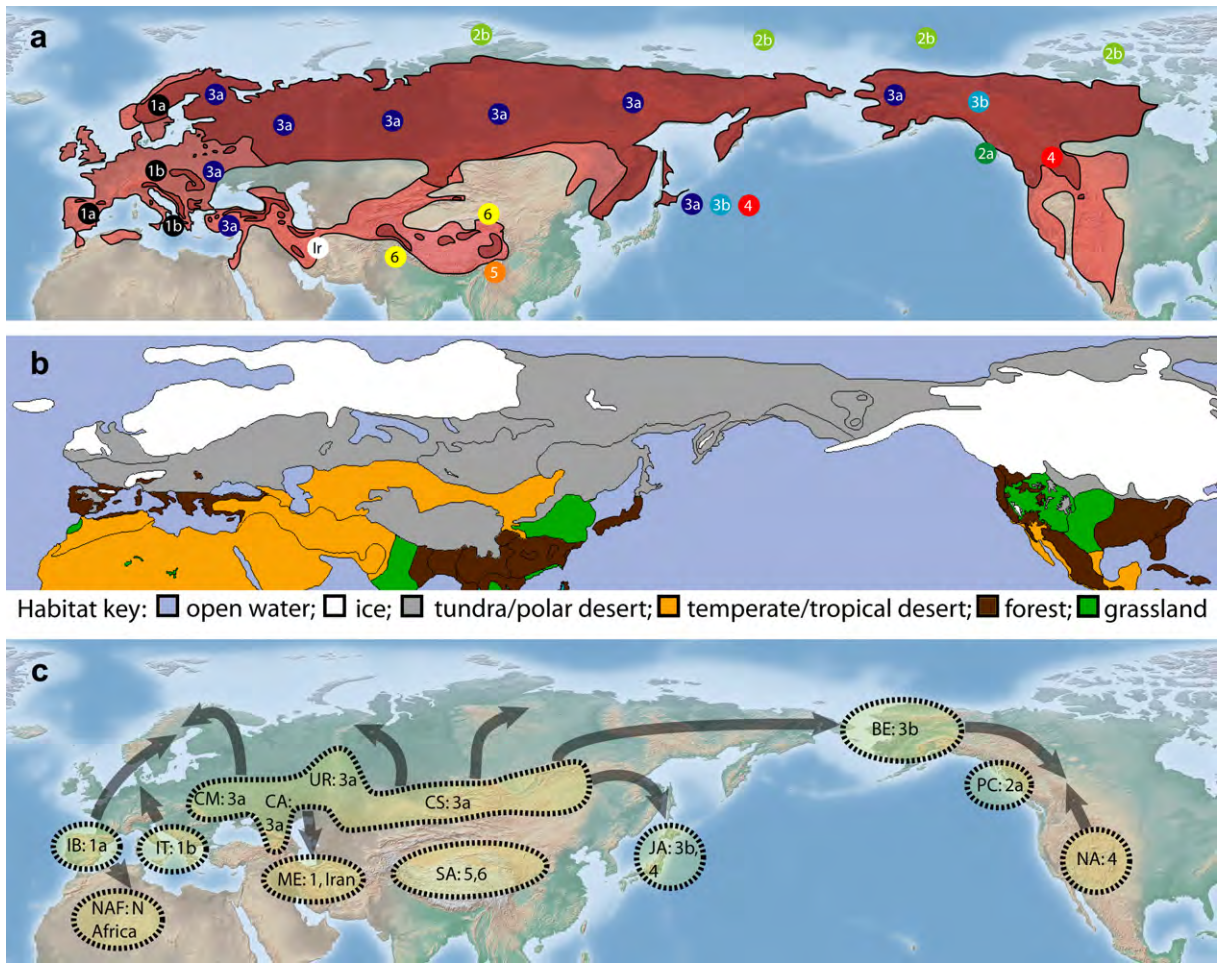 a
2b
2b
2b
2b
1a
3a
3a
3a
3a
3a
3a
3b
2a
4
1b
3a
1a
1b
3a
Ir
6
6
5
3a
3b
4
b
Habitat key: open water; ice; tundra/polar desert; temperate/tropical desert; forest; grassland
c
BE: 3b
UR: 3a
CM: 3a
CA:
3a
CS: 3a
PC: 2a
IB: 1a
IT: 1b
ME: 1, Iran
SA: 5,6
JA: 3b,
4
NA: 4
NAF: N
Africa